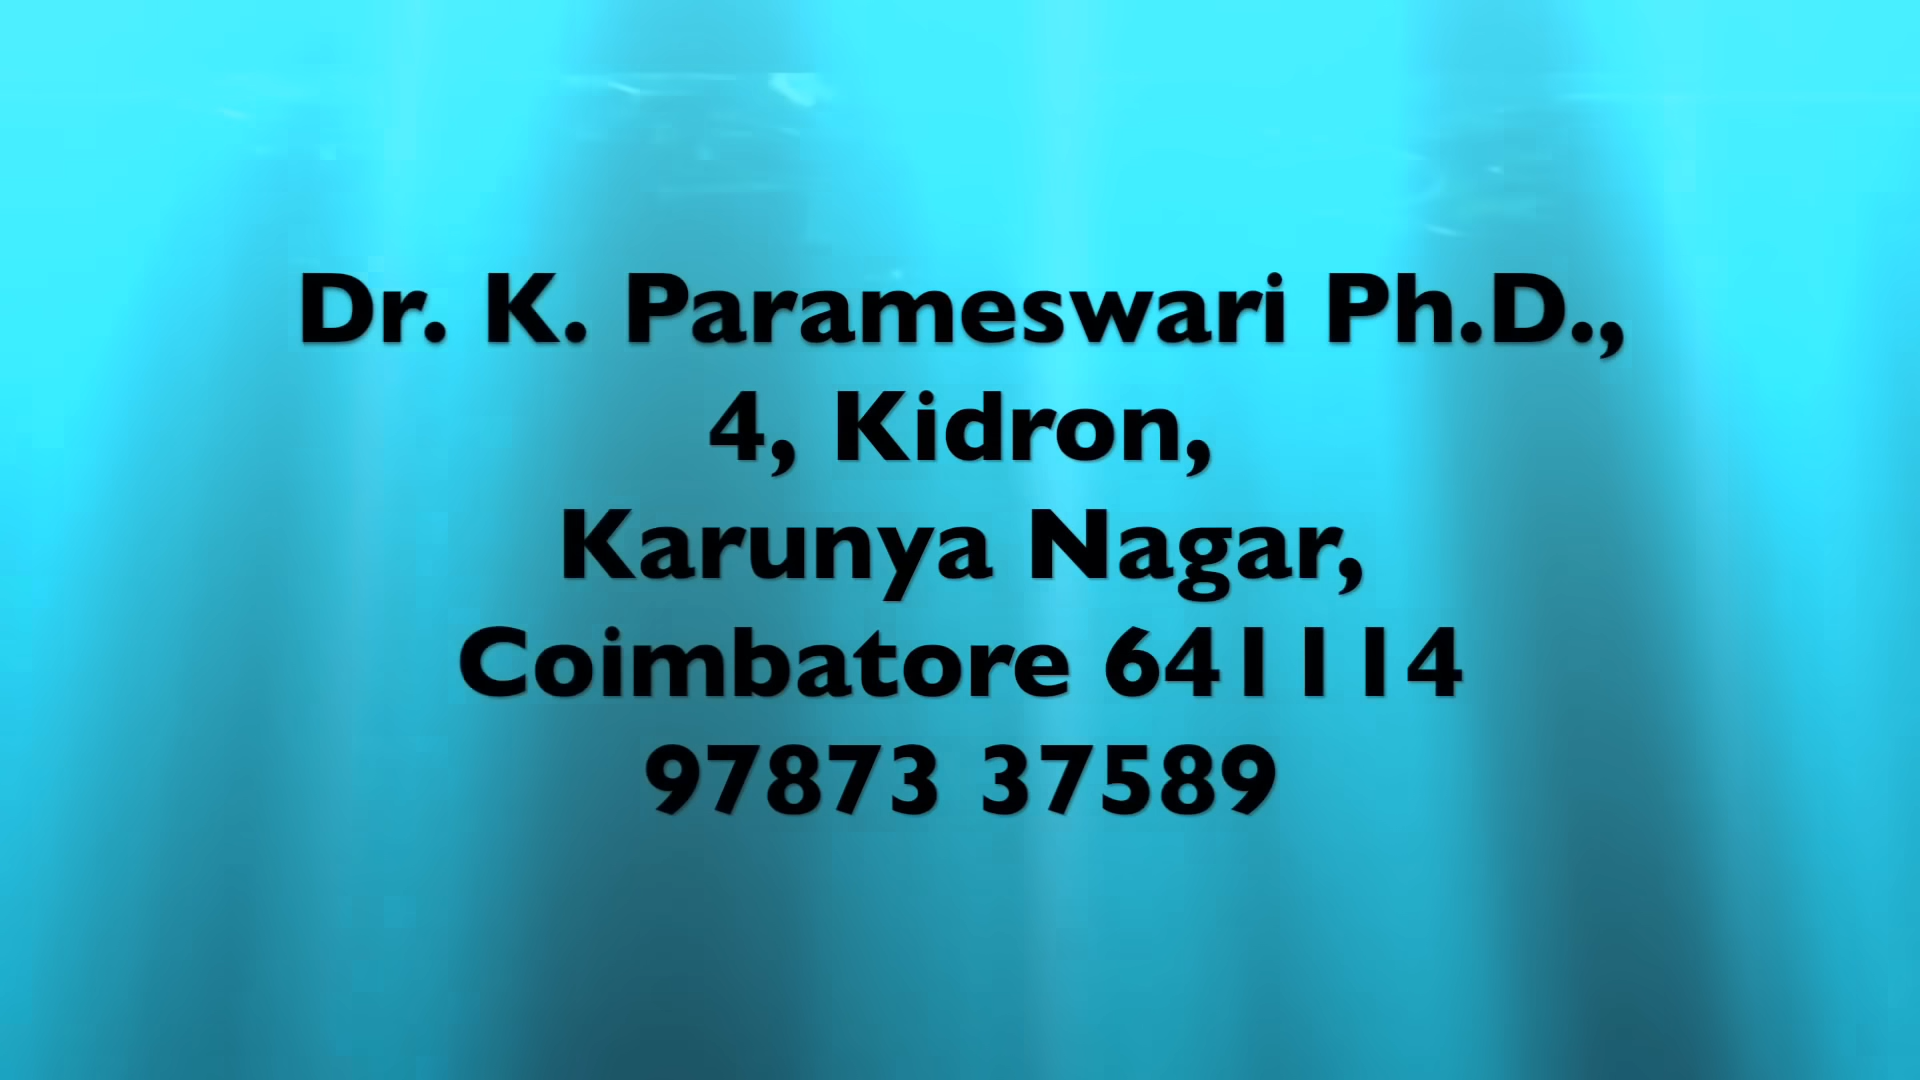 Dr. K. Parameswari Ph.D.,
4, Kidron,
Karunya Nagar,
Coimbatore 641114
97873 37589